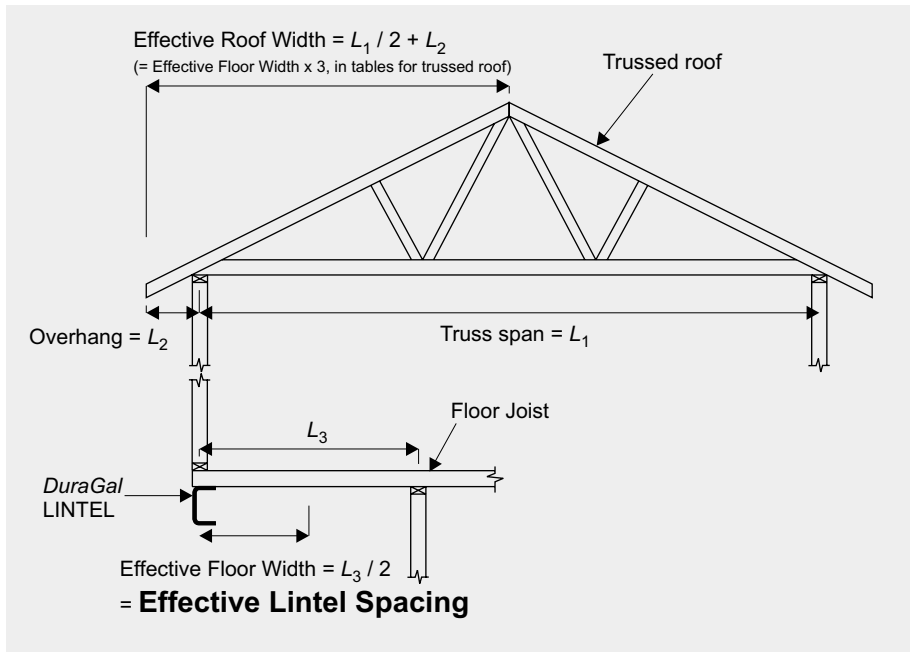 Effective Roof Width = L1 / 2 + L2
(= Effective Floor Width x 3, in tables for trussed roof)
Trussed roof
Overhang = L2
Truss span = L1
L3
Floor Joist
DuraGal
LINTEL
Effective Floor Width = L3 / 2
= Effective Lintel Spacing